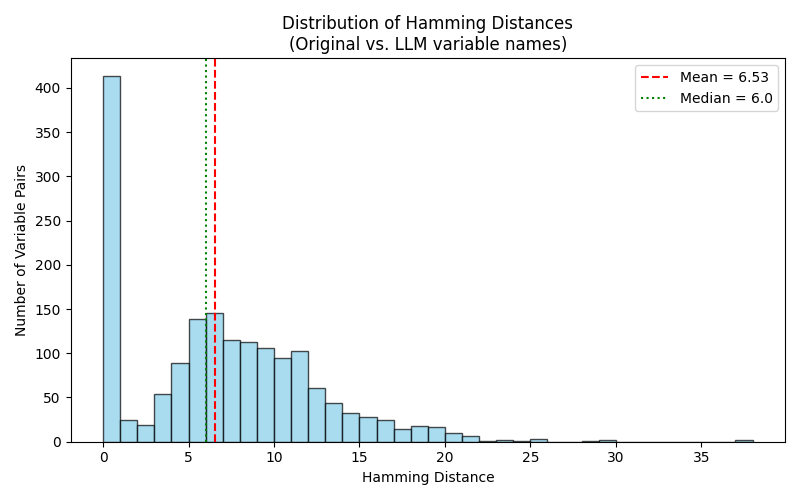 Distribution of Hamming Distances
(Original vs. LLM variable names)
Mean = 6.53
Median = 6.0
Number of Variable Pairs
400
350
300
250
200
150
100
50
0
0 5 10 15 20 25 30 35
Hamming Distance